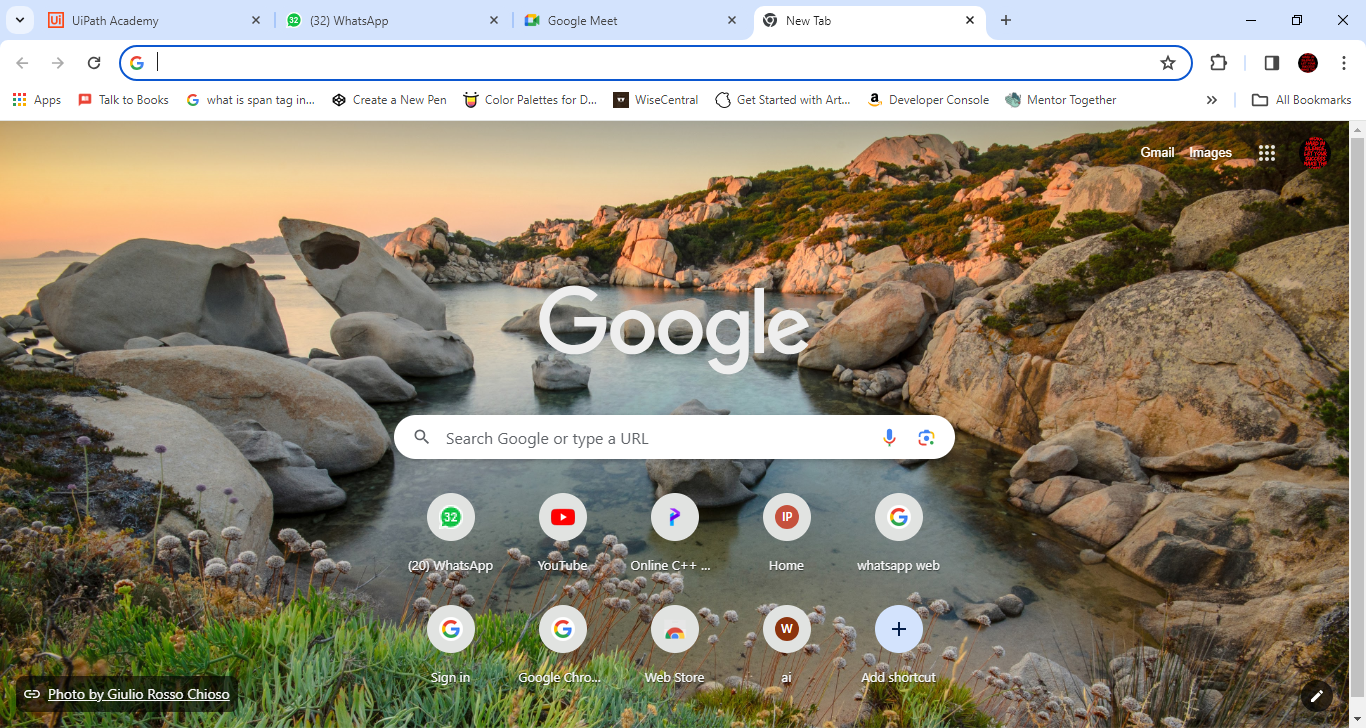 UiPath Academy
(32) WhatsApp
Google Meet
New Tab
Apps
Talk to Books
what is span tag in...
Create a New Pen
Color Palettes for D...
WiseCentral
Get Started with Art...
Developer Console
Mentor Together
All Bookmarks
Gmail
Images
Google
Search Google or type a URL
32
IP
(20) WhatsApp
YouTube
Online C++ ...
Home
whatsapp web
W
Sign in
Google Chro...
Web Store
ai
Add shortcut
Photo by Giulio Rosso Chioso